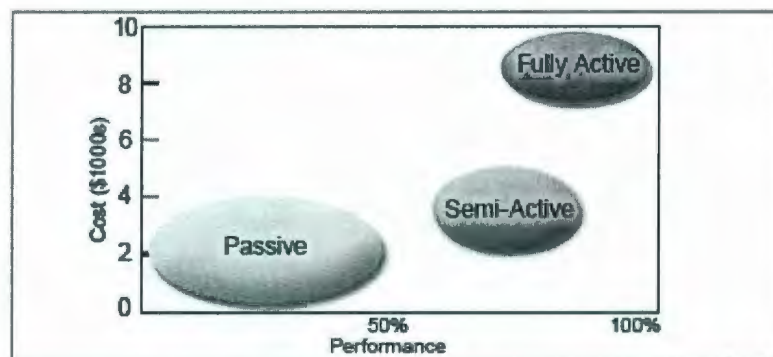 10
Fully Active
8
6
Cost ($1000s)
4
Semi-Active
Passive
2
0
50%
100%
Performance